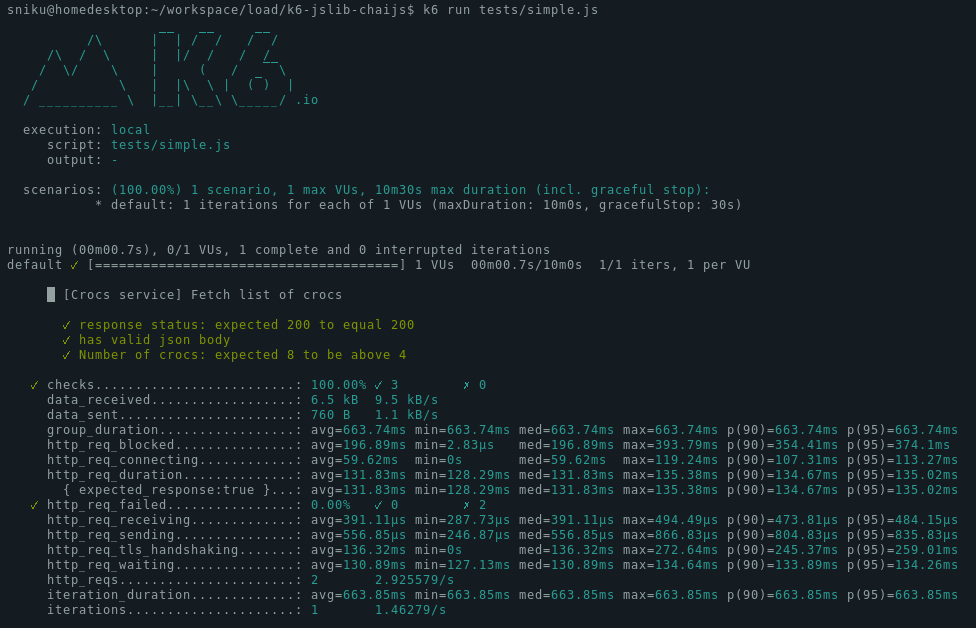 sniku@homedesktop:~/workspace/load/k6-jslib-chaijs$ k6 run tests/simple.js
          /\      |‾‾| /‾‾/   /‾‾/
     /\  /  \     |  |/  /   /  /
    /  \/    \    |     (   /   ‾‾\
   /          \   |  |\  \ |  (‾)  |
  / __________ \  |__| \__\ \_____/ .io
execution: local
script: tests/simple.js
output: -
scenarios: (100.00%) 1 scenario, 1 max VUs, 10m30s max duration (incl. graceful stop):
* default: 1 iterations for each of 1 VUs (maxDuration: 10m0s, gracefulStop: 30s)
running (00m00.7s), 0/1 VUs, 1 complete and 0 interrupted iterations
default ✓ [======================================] 1 VUs  00m00.7s/10m0s  1/1 iters, 1 per VU
█ [Crocs service] Fetch list of crocs
✓ response status: expected 200 to equal 200
✓ has valid json body
✓ Number of crocs: expected 8 to be above 4
✓ checks.........................: 100.00% ✓ 3        ✗ 0
data_received..................: 6.5 kB  9.5 kB/s
data_sent......................: 760 B   1.1 kB/s
group_duration.................: avg=663.74ms min=663.74ms med=663.74ms max=663.74ms p(90)=663.74ms p(95)=663.74ms
http_req_blocked...............: avg=196.89ms min=2.83µs   med=196.89ms max=393.79ms p(90)=354.41ms p(95)=374.1ms
http_req_connecting............: avg=59.62ms  min=0s       med=59.62ms  max=119.24ms p(90)=107.31ms p(95)=113.27ms
http_req_duration..............: avg=131.83ms min=128.29ms med=131.83ms max=135.38ms p(90)=134.67ms p(95)=135.02ms
{ expected_response:true }...: avg=131.83ms min=128.29ms med=131.83ms max=135.38ms p(90)=134.67ms p(95)=135.02ms
✓ http_req_failed................: 0.00%   ✓ 0        ✗ 2
http_req_receiving.............: avg=391.11µs min=287.73µs med=391.11µs max=494.49µs p(90)=473.81µs p(95)=484.15µs
http_req_sending...............: avg=556.85µs min=246.87µs med=556.85µs max=866.83µs p(90)=804.83µs p(95)=835.83µs
http_req_tls_handshaking.......: avg=136.32ms min=0s       med=136.32ms max=272.64ms p(90)=245.37ms p(95)=259.01ms
http_req_waiting...............: avg=130.89ms min=127.13ms med=130.89ms max=134.64ms p(90)=133.89ms p(95)=134.26ms
http_reqs......................: 2       2.925579/s
iteration_duration.............: avg=663.85ms min=663.85ms med=663.85ms max=663.85ms p(90)=663.85ms p(95)=663.85ms
iterations.....................: 1       1.46279/s